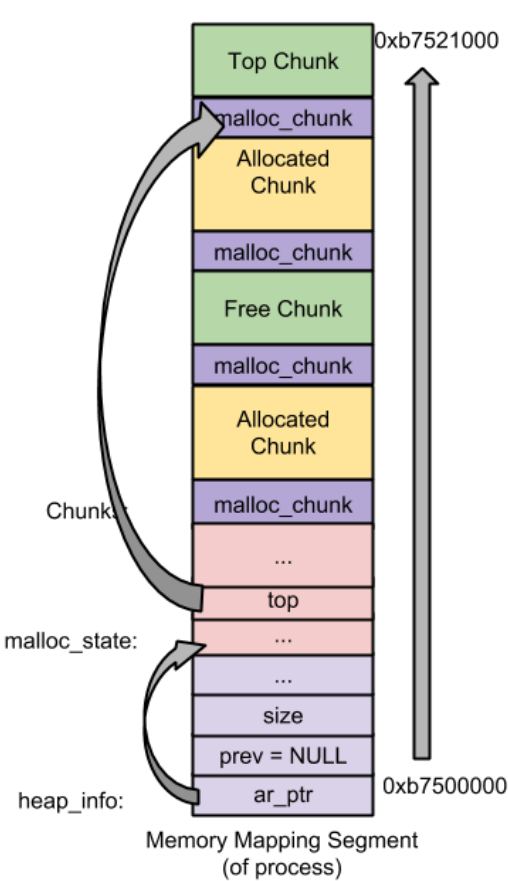 0xb7521000
Top Chunk
malloc_chunk
Allocated
Chunk
malloc_chunk
Free Chunk
malloc_chunk
Allocated
Chunk
malloc_chunk
Chunks:
...
top
malloc_state:
...
...
size
prev = NULL
0xb7500000
ar_ptr
heap_info:
Memory Mapping Segment
(of process)